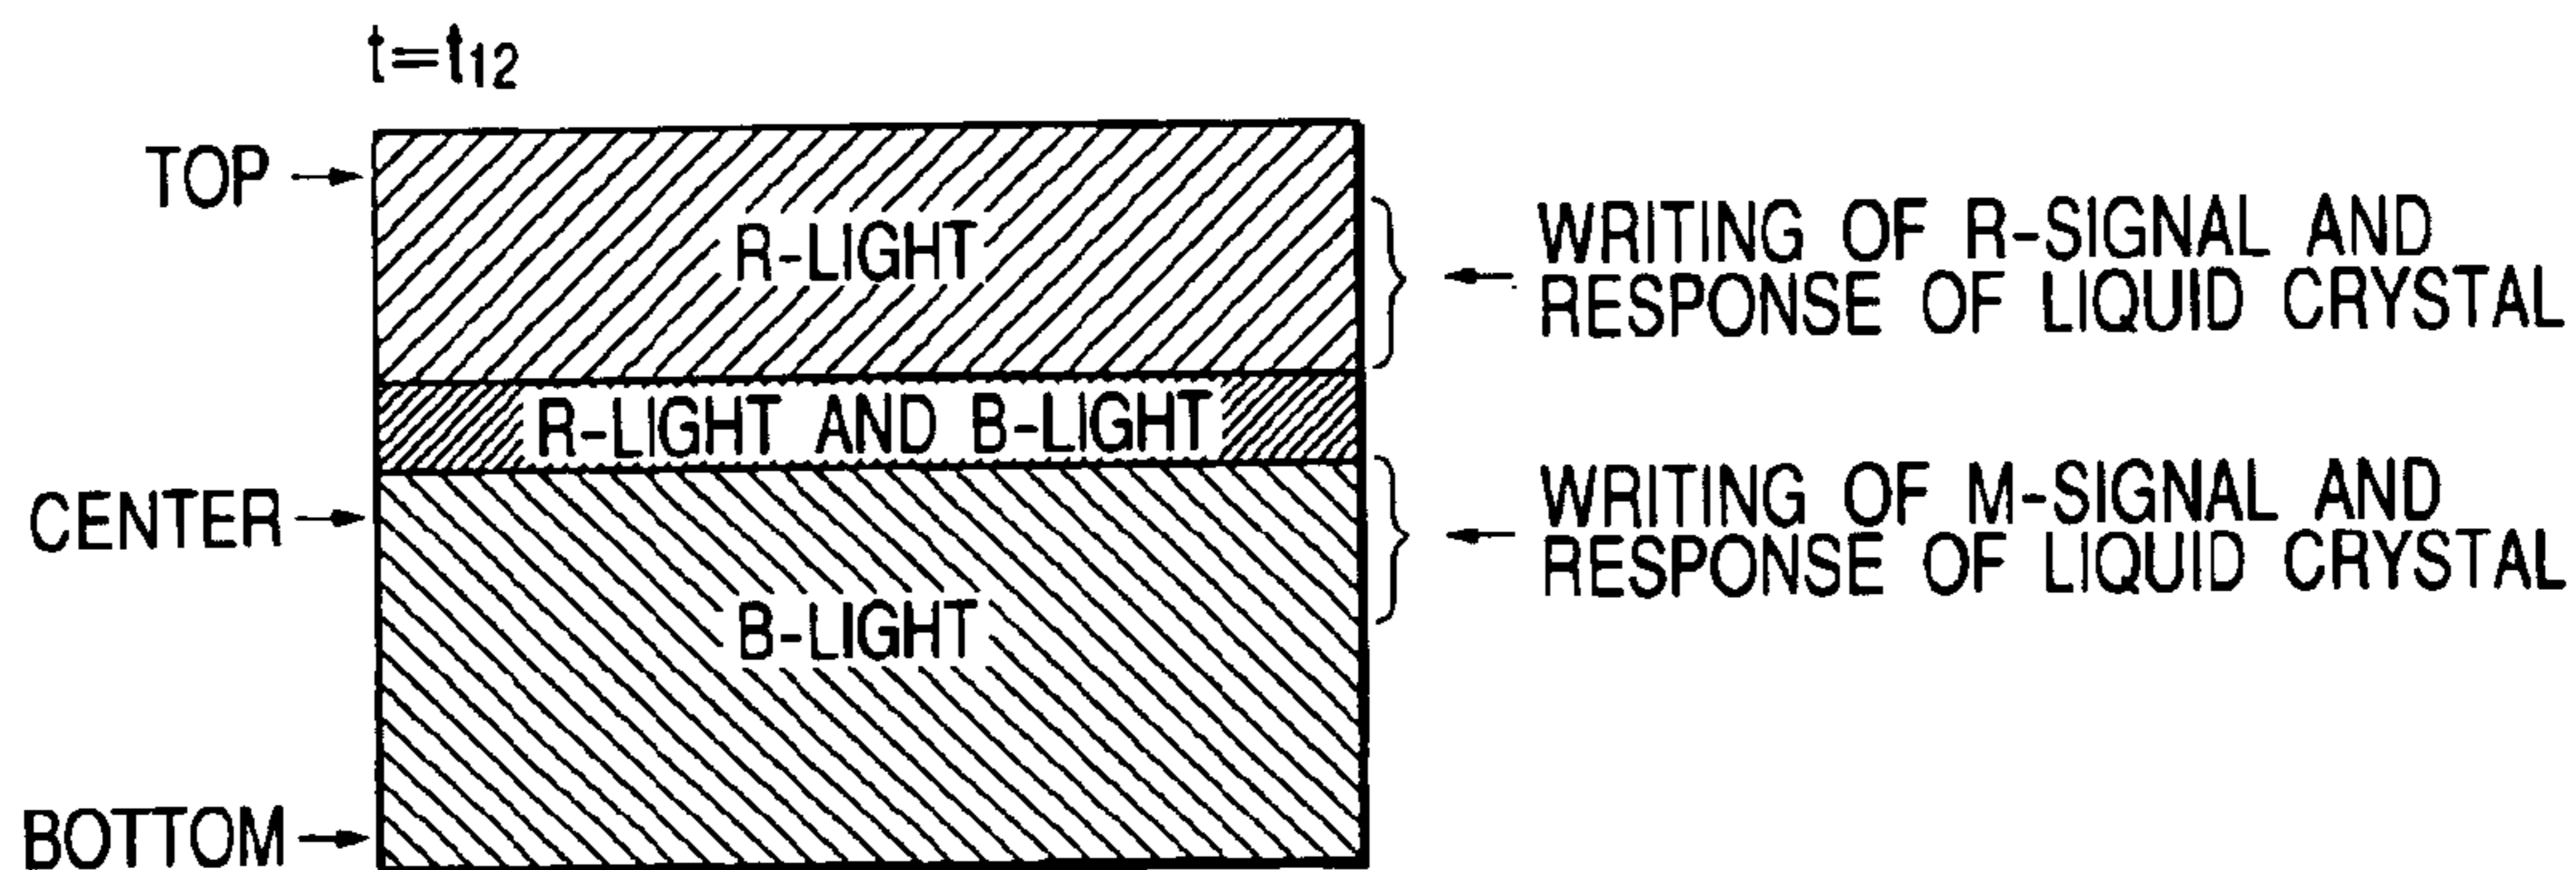 t=t12
TOP
R-LIGHT
WRITING OF R-SIGNAL AND
RESPONSE OF LIQUID CRYSTAL
R-LIGHT AND B-LIGHT
CENTER
WRITING OF M-SIGNAL AND
RESPONSE OF LIQUID CRYSTAL
B-LIGHT
BOTTOM